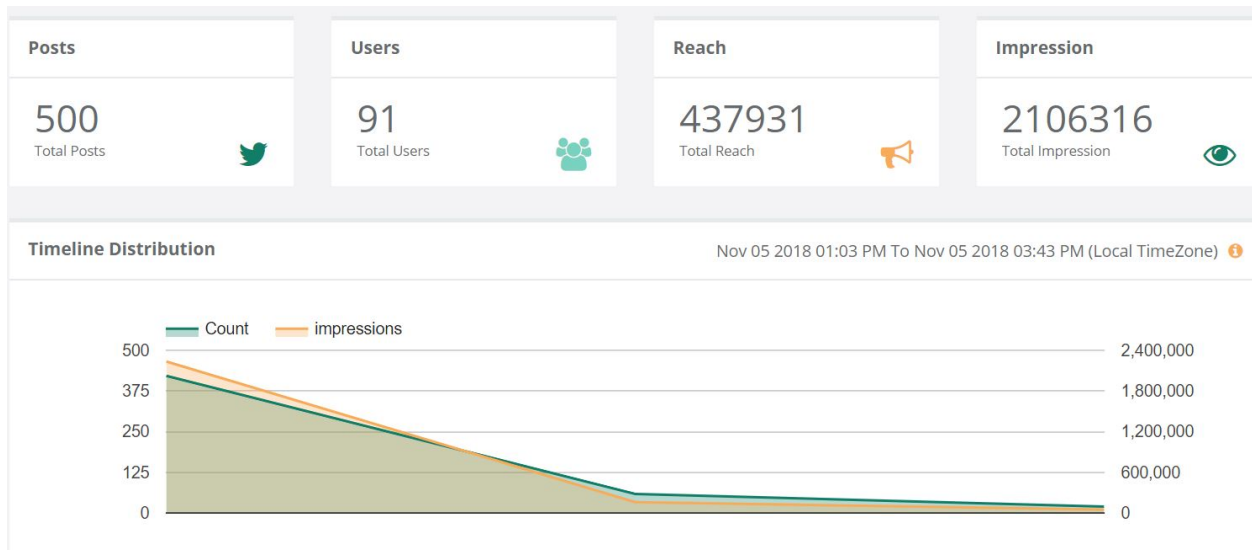 Posts
500
Total Posts
Users
91
Total Users
Reach
437931
Total Reach
Impression
2106316
Total Impression
Timeline Distribution
Nov 05 2018 01:03 PM To Nov 05 2018 03:43 PM (Local TimeZone)
Count
impressions
500
375
250
125
0
2,400,000
1,800,000
1,200,000
600,000
0